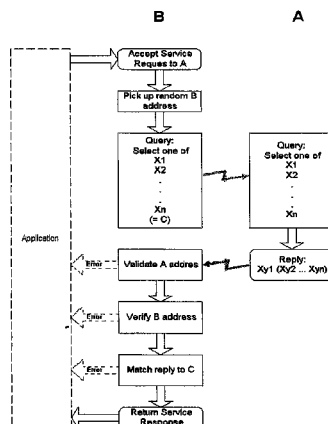 B
A
Accept Service
Reques to A
Pick up random B
address
Query:
Select one of
X1
X2
.
.
.
Xn
(= C)
Query:
Select one of
X1
X2
.
.
.
Xn
Application
Error
Validate A addres
Reply:
Xy1 (Xy2 ... Xyn)
Error
Verify B address
Error
Match reply to C
Return Service
Response